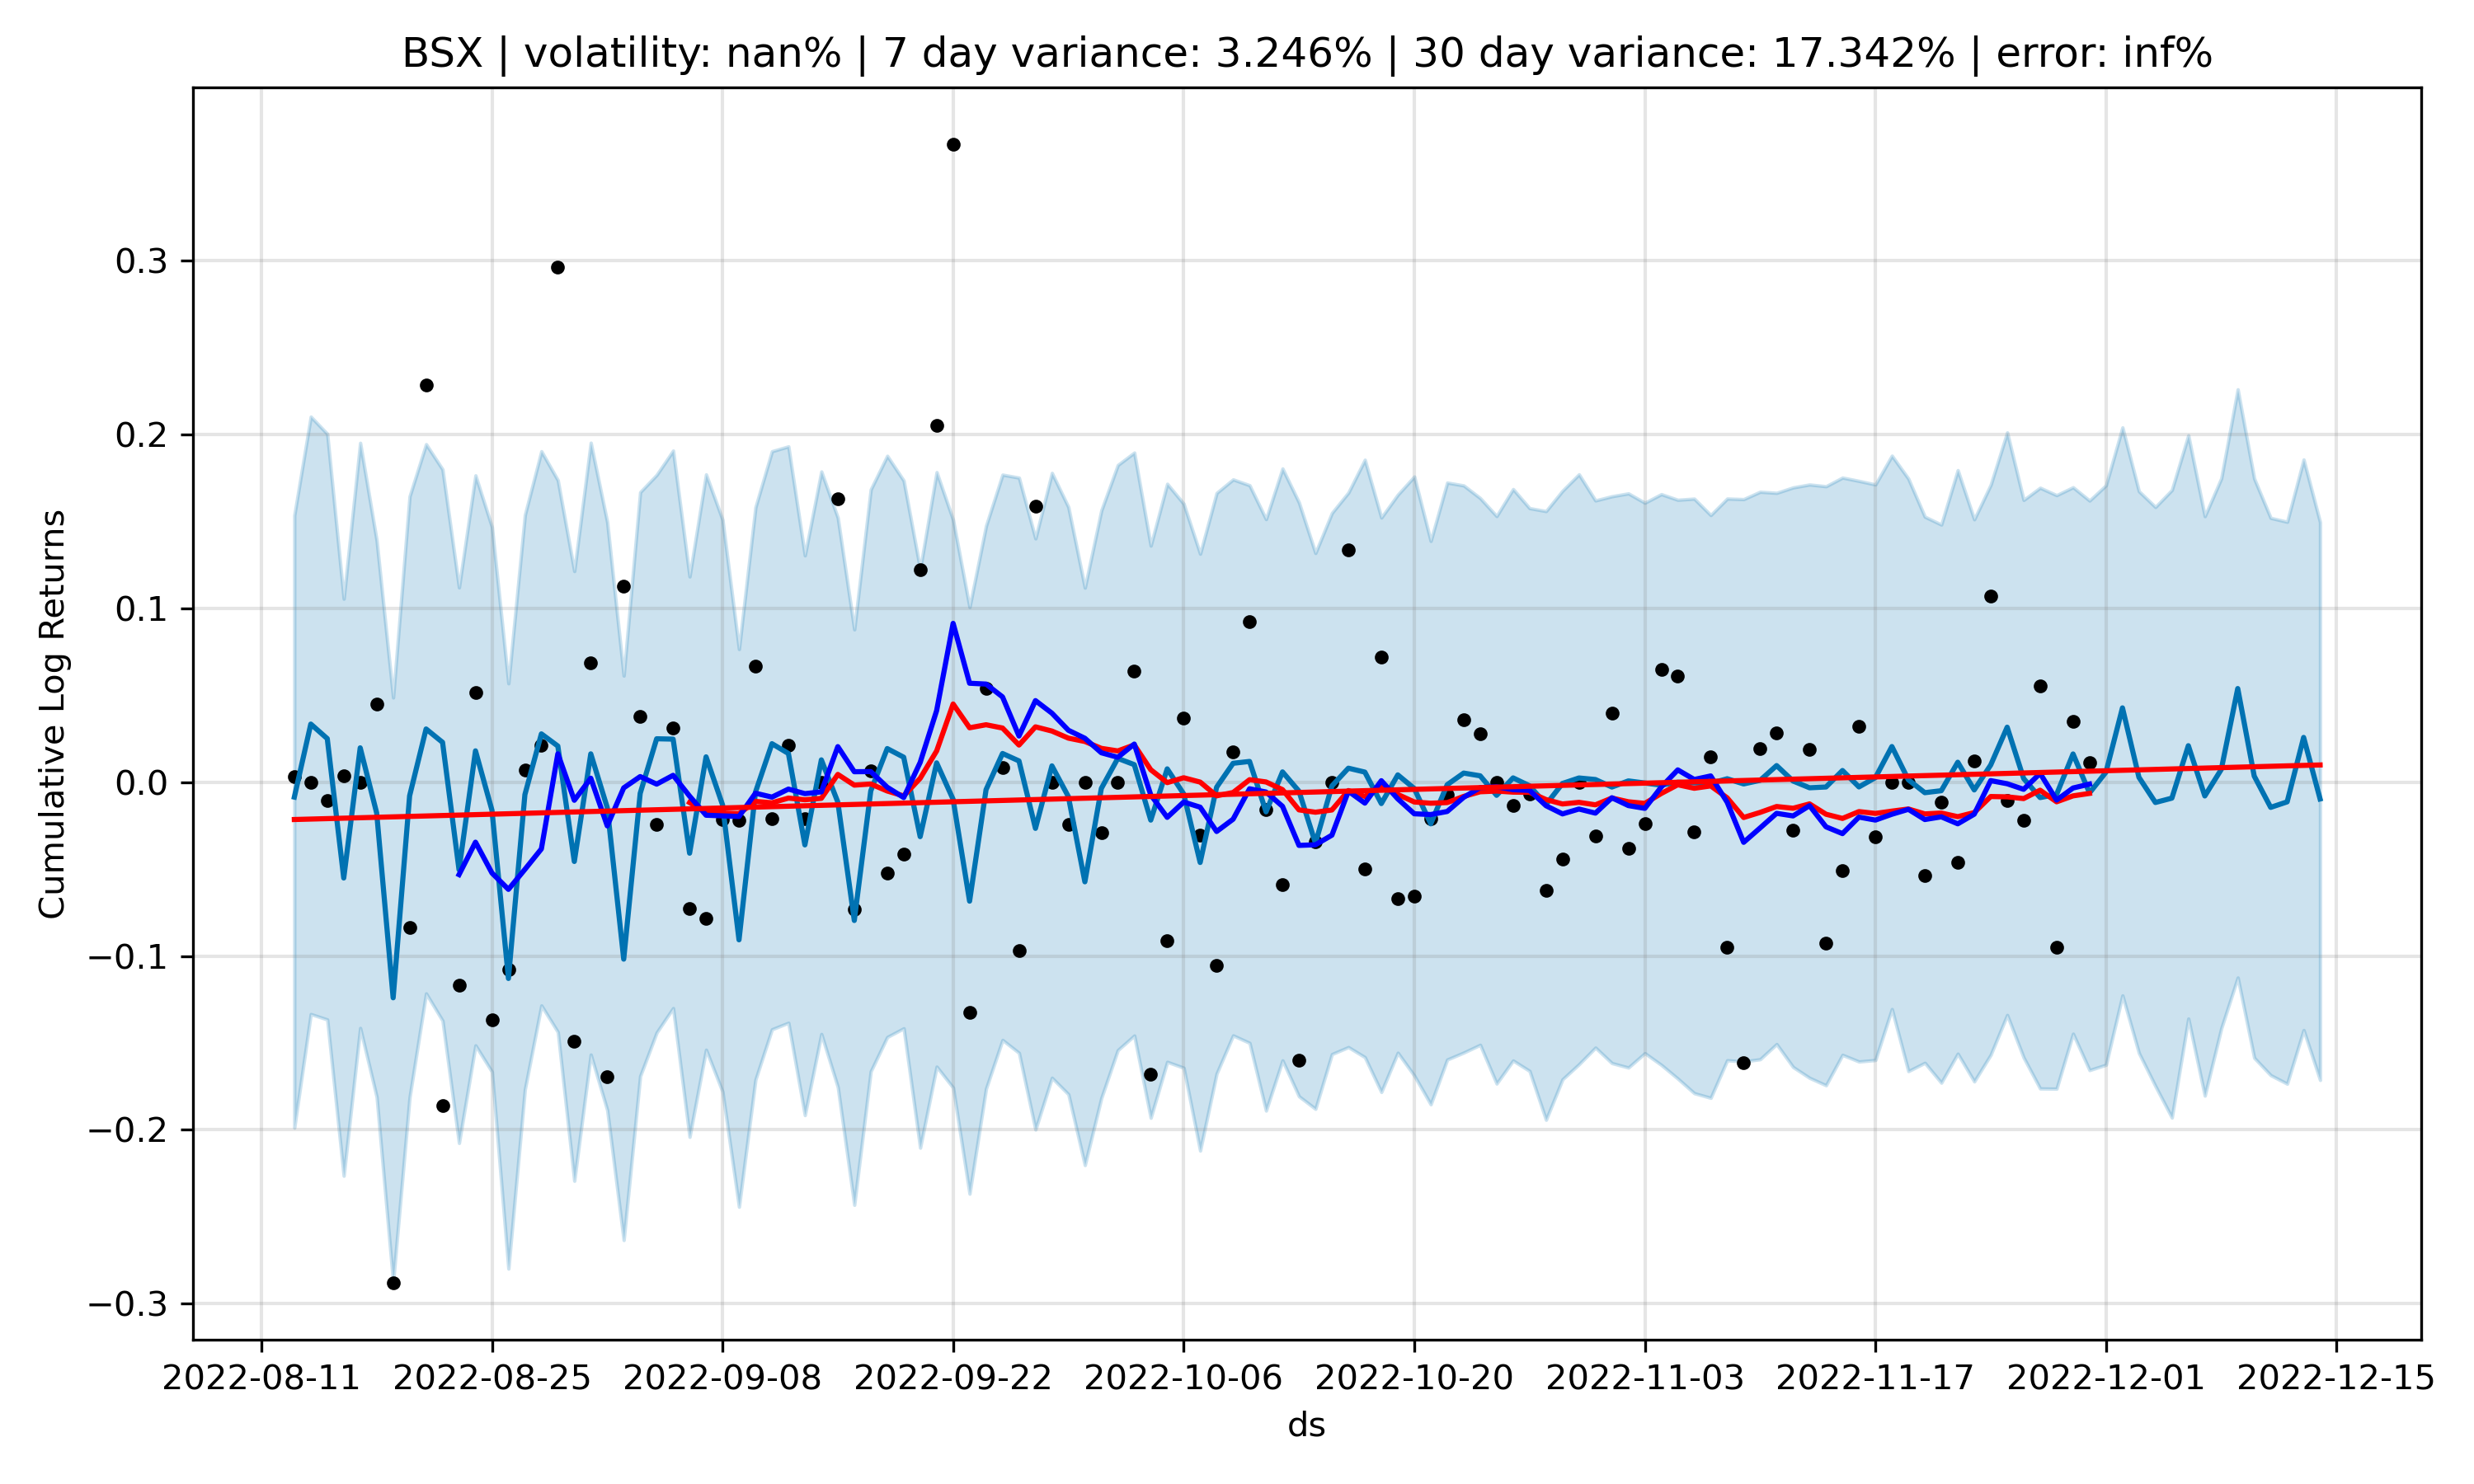 BSX | volatility: nan% | 7 day variance: 3.246% | 30 day variance: 17.342% | error: inf%
Cumulative Log Returns
0.3
0.2
0.1
0.0
−0.1
−0.2
−0.3
2022-08-11 2022-08-25 2022-09-08 2022-09-22 2022-10-06 2022-10-20 2022-11-03 2022-11-17 2022-12-01 2022-12-15
ds